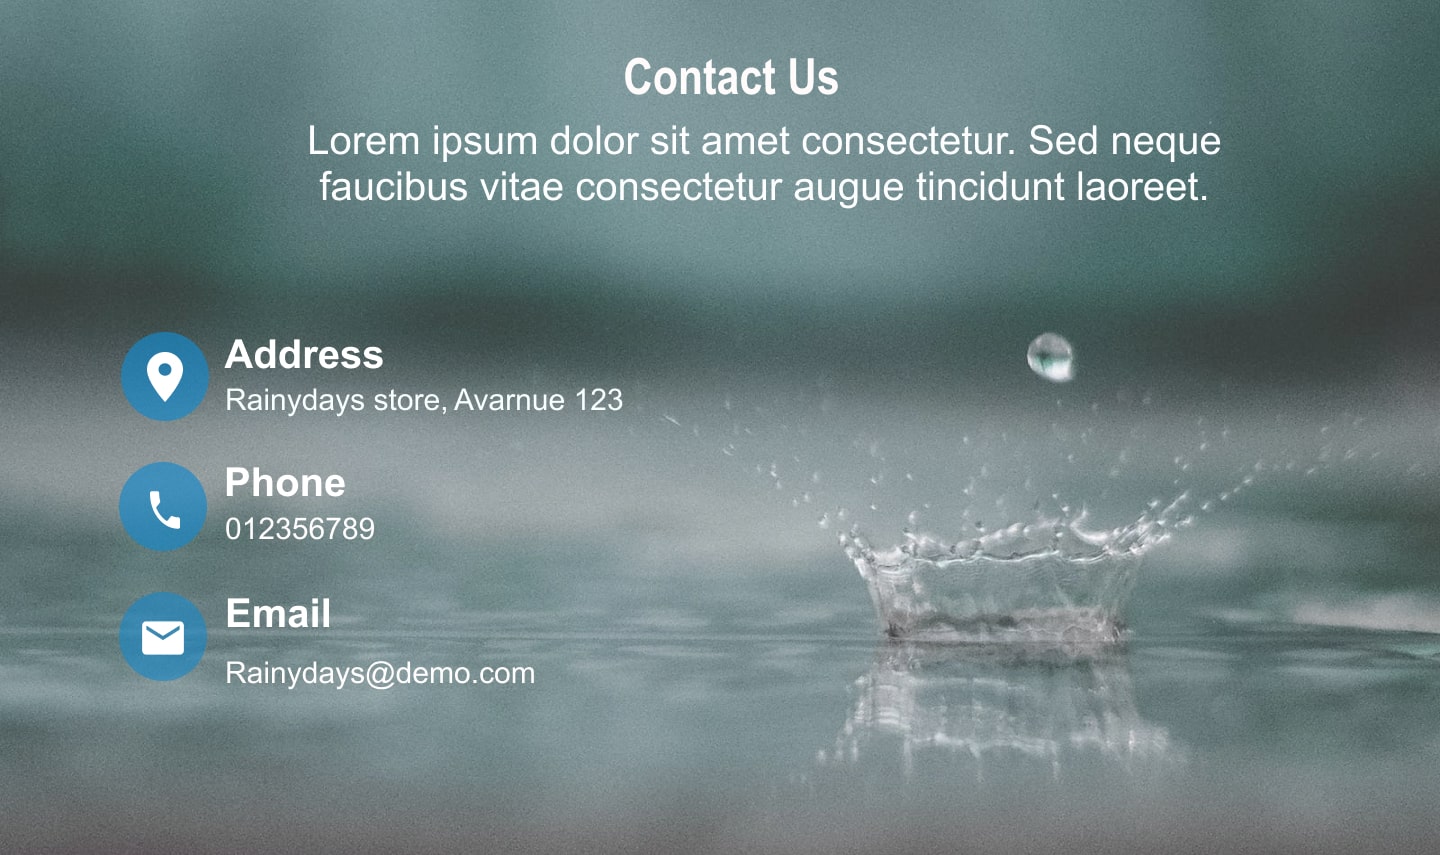 Contact Us
Lorem ipsum dolor sit amet consectetur. Sed neque
faucibus vitae consectetur augue tincidunt laoreet.
Address
Rainydays store, Avarnue 123
Phone
012356789
Email
Rainydays@demo.com